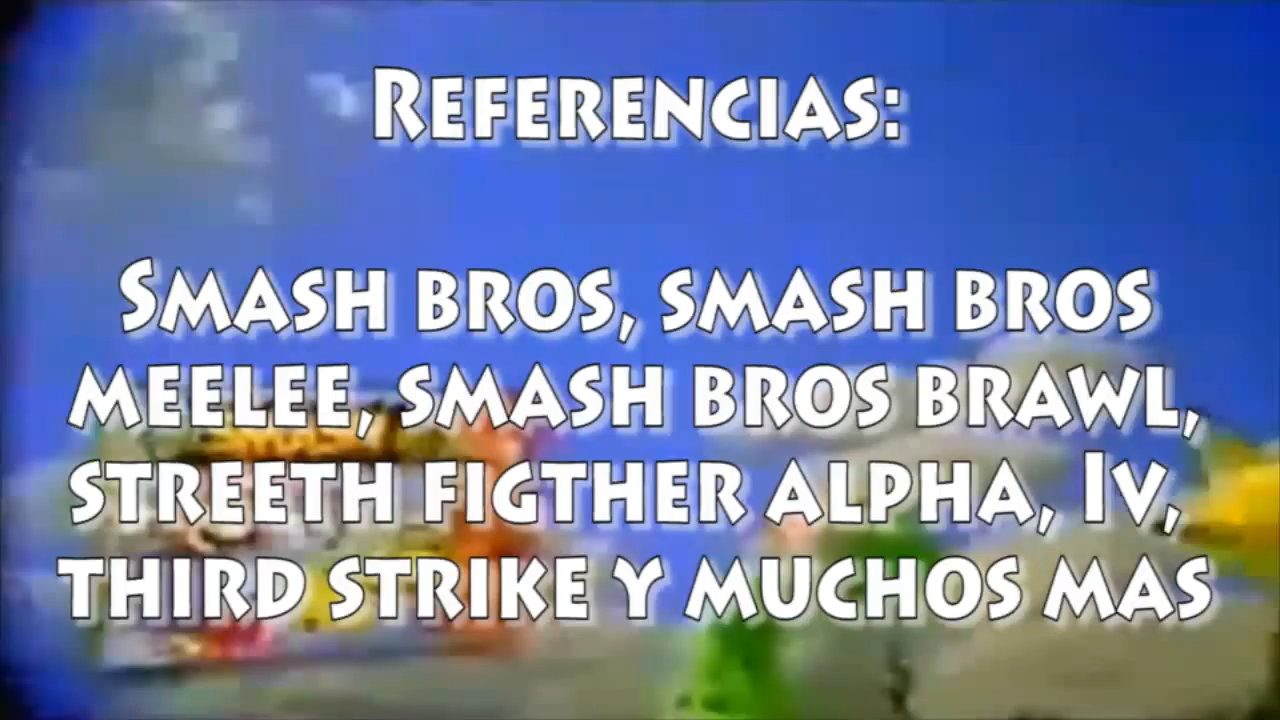 Referencias:
Smash bros, smash bros
meelee, smash bros brawl,
streeth figther alpha, Iv,
third strike y muchos mas